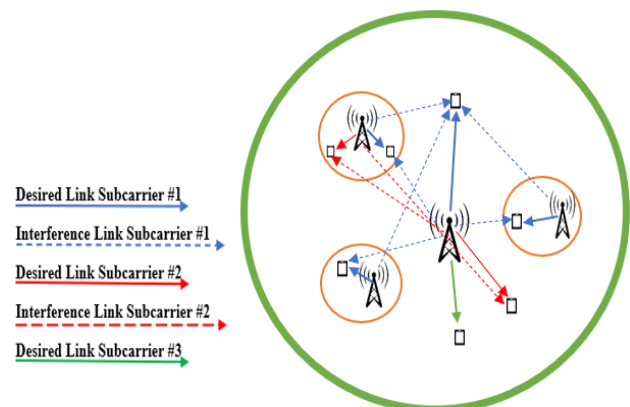 Desired Link Subcarrier #1
Interference Link Subcarrier #1
Desired Link Subcarrier #2
Interference Link Subcarrier #2
Desired Link Subcarrier #3